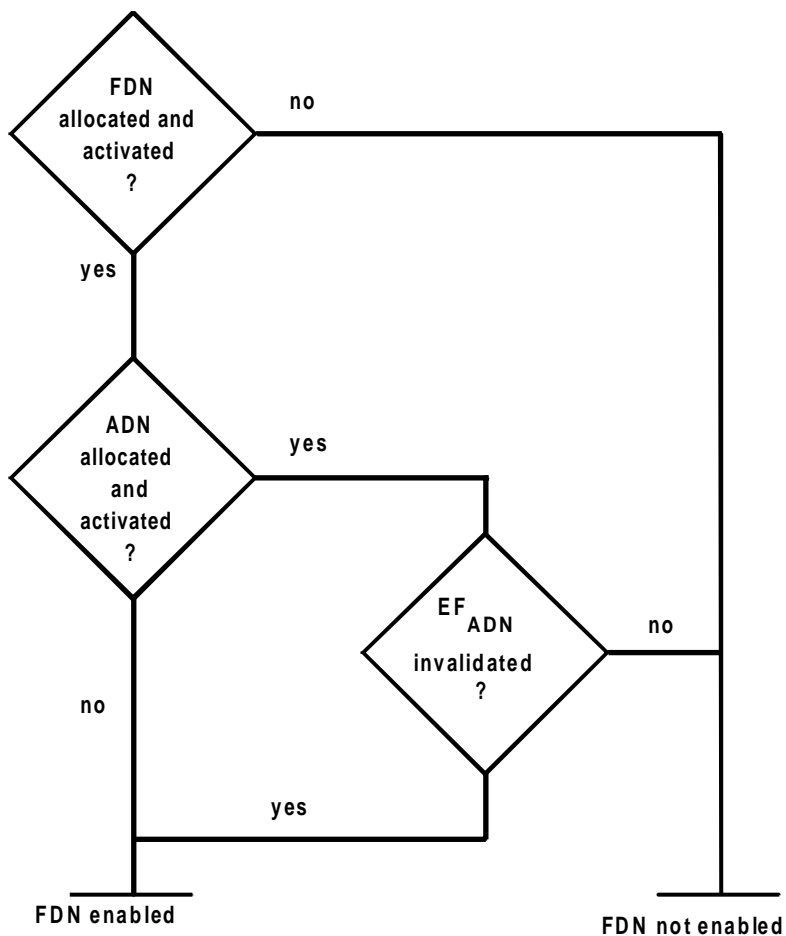 FDN
allocated and
activated
?
no
yes
ADN
allocated
and
activated
?
yes
EF ADN
invalidated
?
no
no
yes
FDN enabled
FDN not enabled